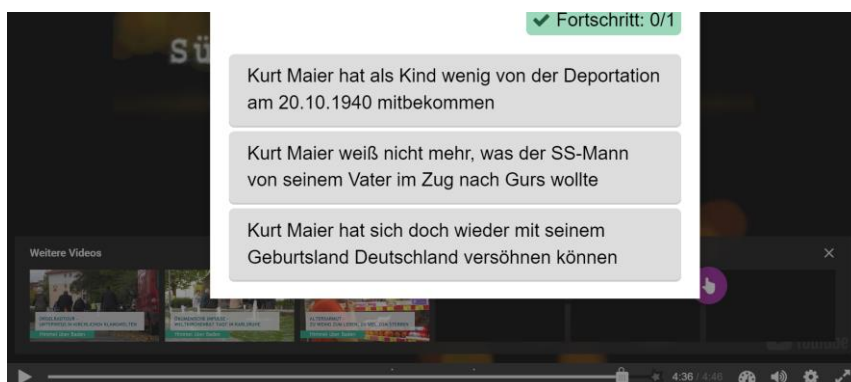 Sü
✔ Fortschritt: 0/1
Kurt Maier hat als Kind wenig von der Deportation
am 20.10.1940 mitbekommen
Kurt Maier weiß nicht mehr, was der SS-Mann
von seinem Vater im Zug nach Gurs wollte
Kurt Maier hat sich doch wieder mit seinem
Geburtsland Deutschland versöhnen können
Weitere Videos
4:36 / 4:46